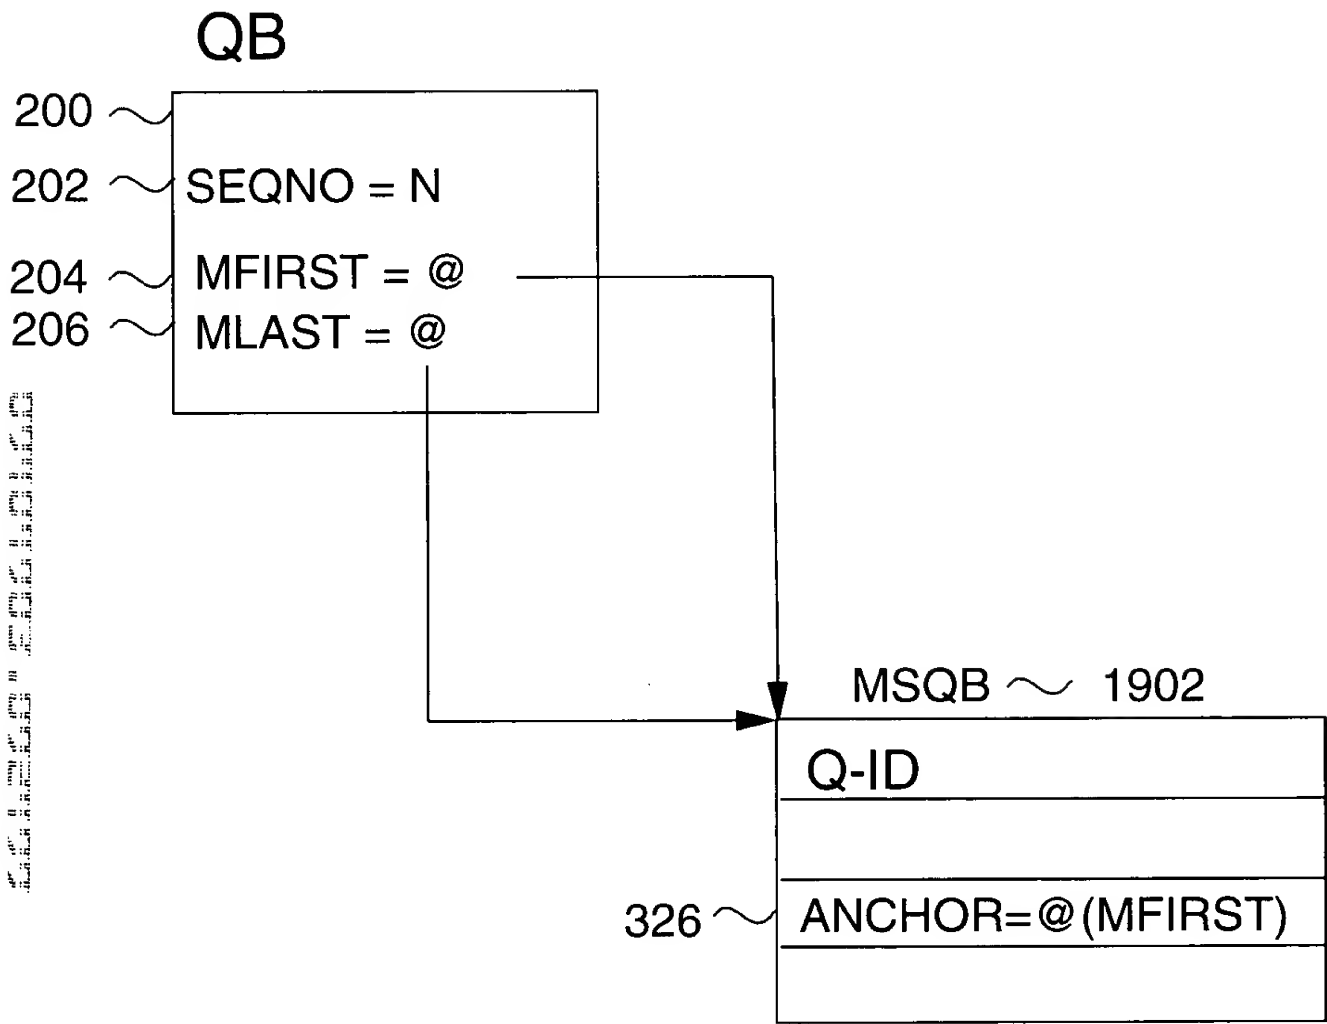 QB
200
202 SEQNO = N
204 MFIRST = @
206 MLAST = @
MSQB 1902
Q-ID
326 ANCHOR=@(MFIRST)